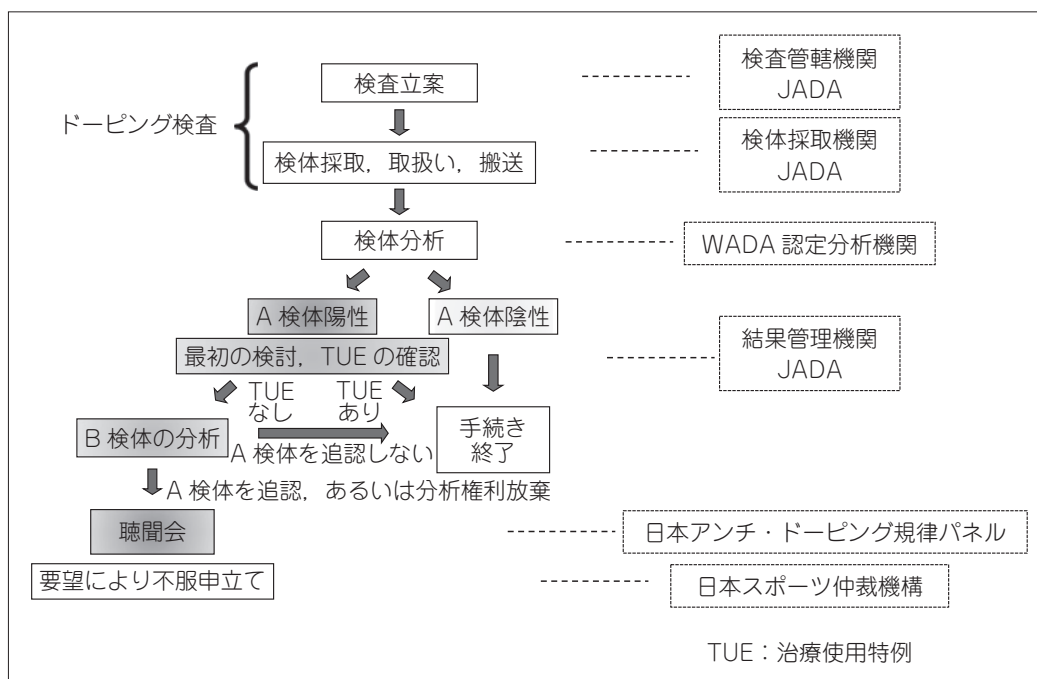 検査立案
検査管轄機関
JADA
ドーピング検査
検体採取，取扱い，搬送
検体採取機関
JADA
検体分析
WADA 認定分析機関
A 検体陽性
A 検体陰性
最初の検討，TUE の確認
結果管理機関
JADA
TUE
なし
TUE
あり
B 検体の分析
A 検体を追認しない
手続き
終了
A 検体を追認，あるいは分析権利放棄
聴聞会
日本アンチ・ドーピング規律パネル
要望により不服申立て
日本スポーツ仲裁機構
TUE：治療使用特例